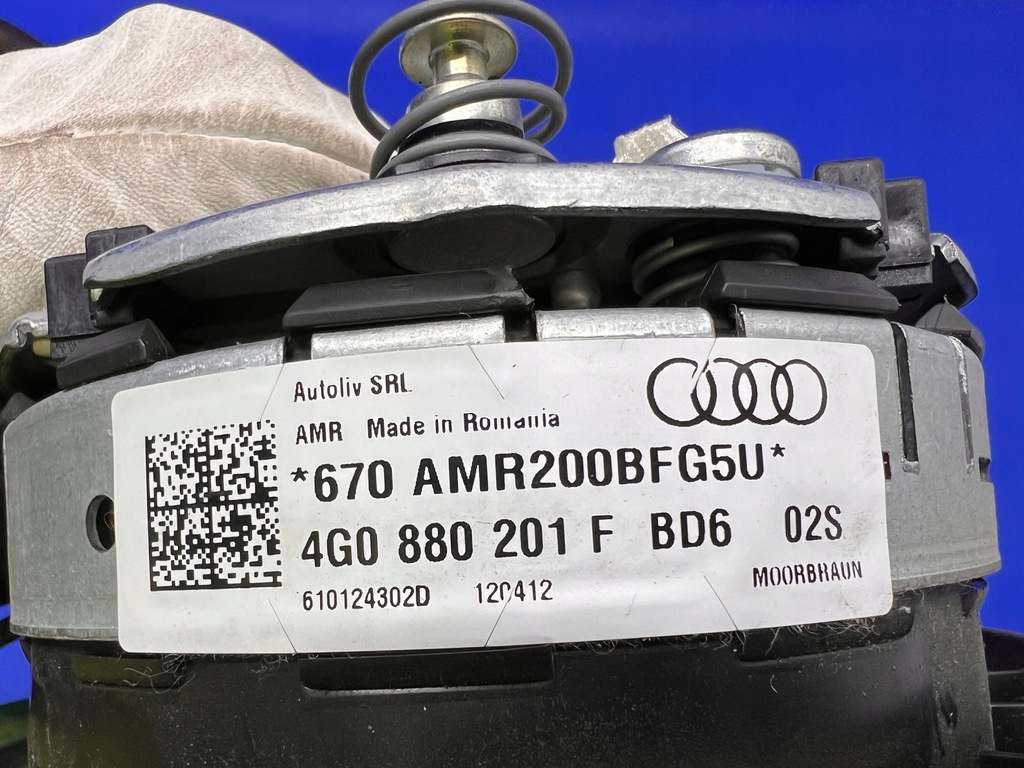 Autoliv SRL
AMR Made in Romania
*670 AMR200BFG5U*
4G0 880 201 F BD6 02S
610124302D 120412
MOORBRAUN